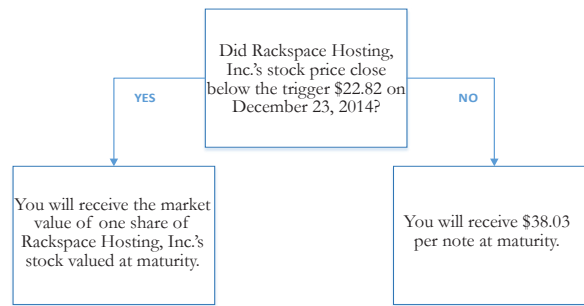 Did Rackspace Hosting,
Inc.'s stock price close
below the trigger $22.82 on
December 23, 2014?
YES
NO
You will receive the market
value of one share of
Rackspace Hosting, Inc.'s
stock valued at maturity.
You will receive $38.03
per note at maturity.